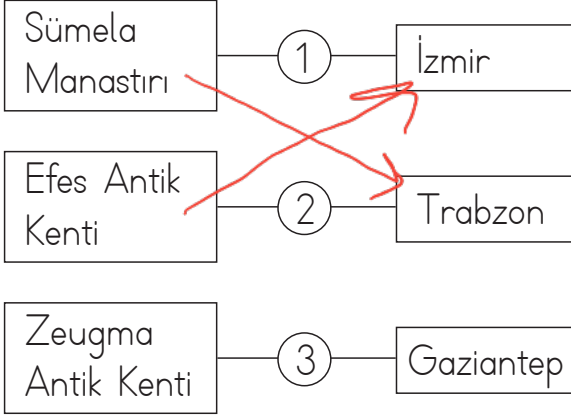 Sümela
Manastırı
1
İzmir
Efes Antik
Kenti
2
Trabzon
Zeugma
Antik Kenti
3
Gaziantep